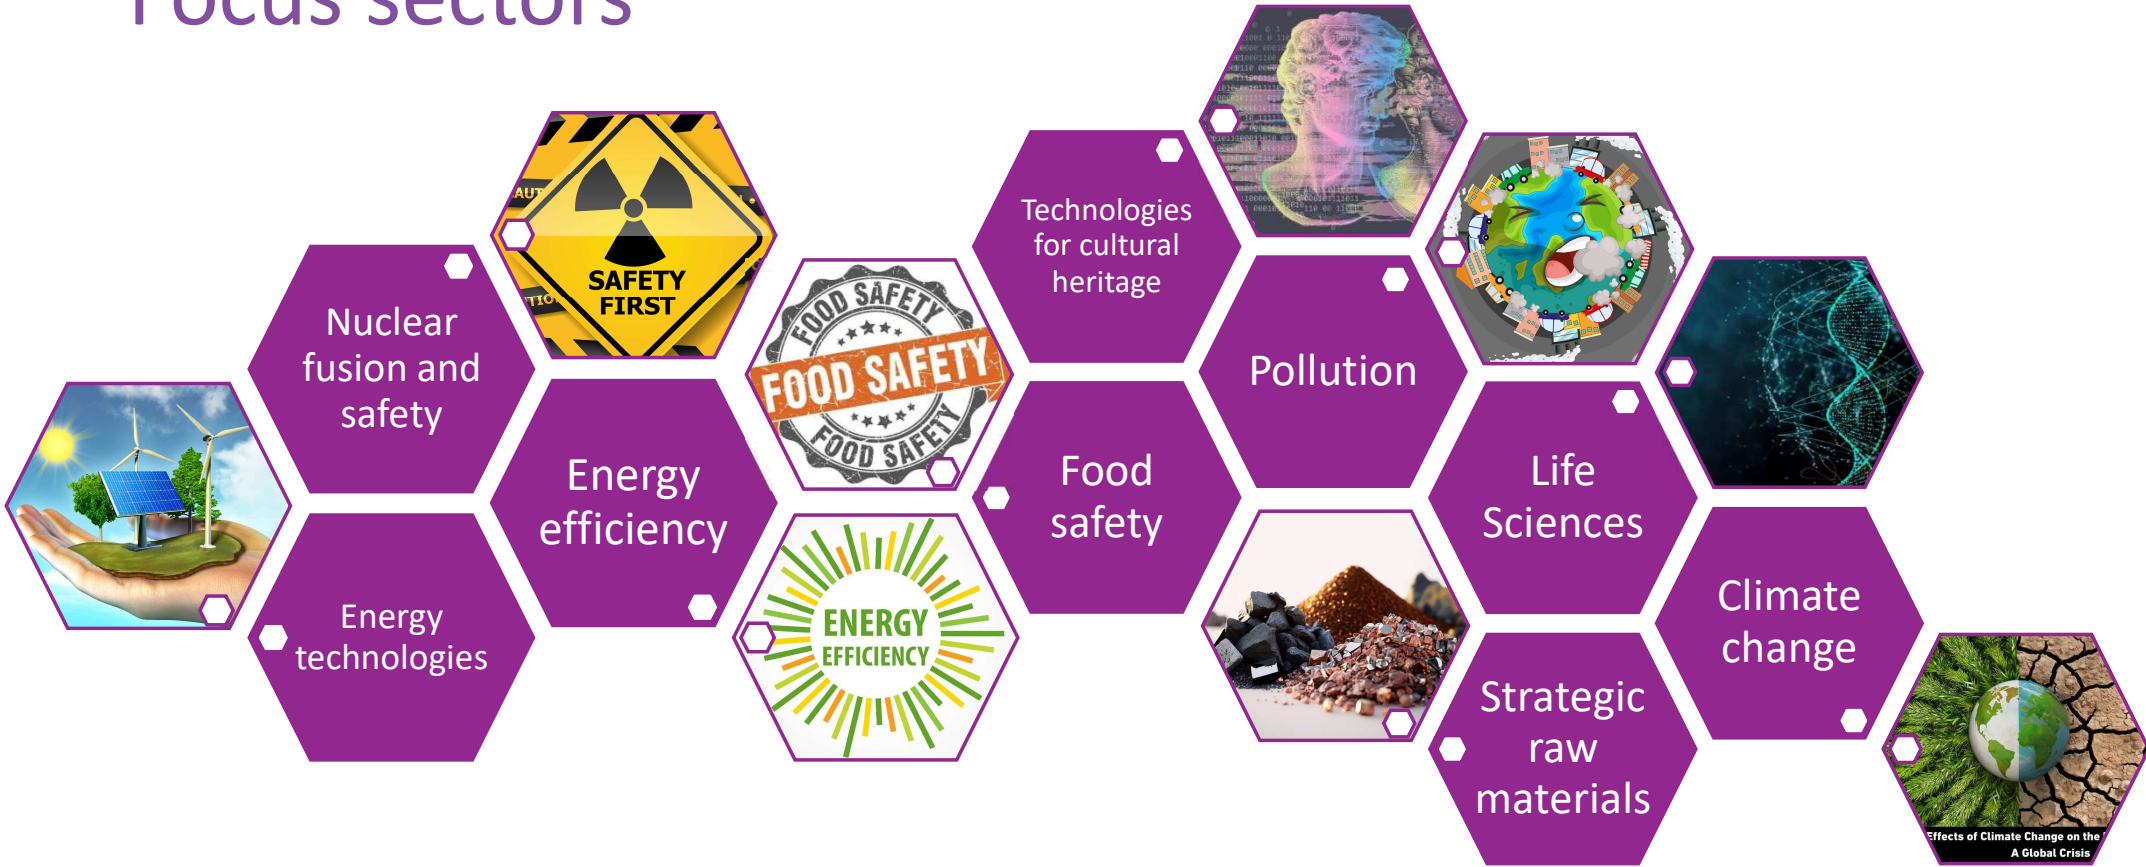 Focus sectors
Technologies
for cultural
heritage
SAFETY
FIRST
Nuclear
fusion and
safety
FOOD SAFETY
FOOD SAFETY
FOOD SAFETY
Pollution
Energy
efficiency
Food
safety
Life
Sciences
Energy
technologies
ENERGY
EFFICIENCY
Climate
change
Strategic
raw
materials
Effects of Climate Change on the
A Global Crisis